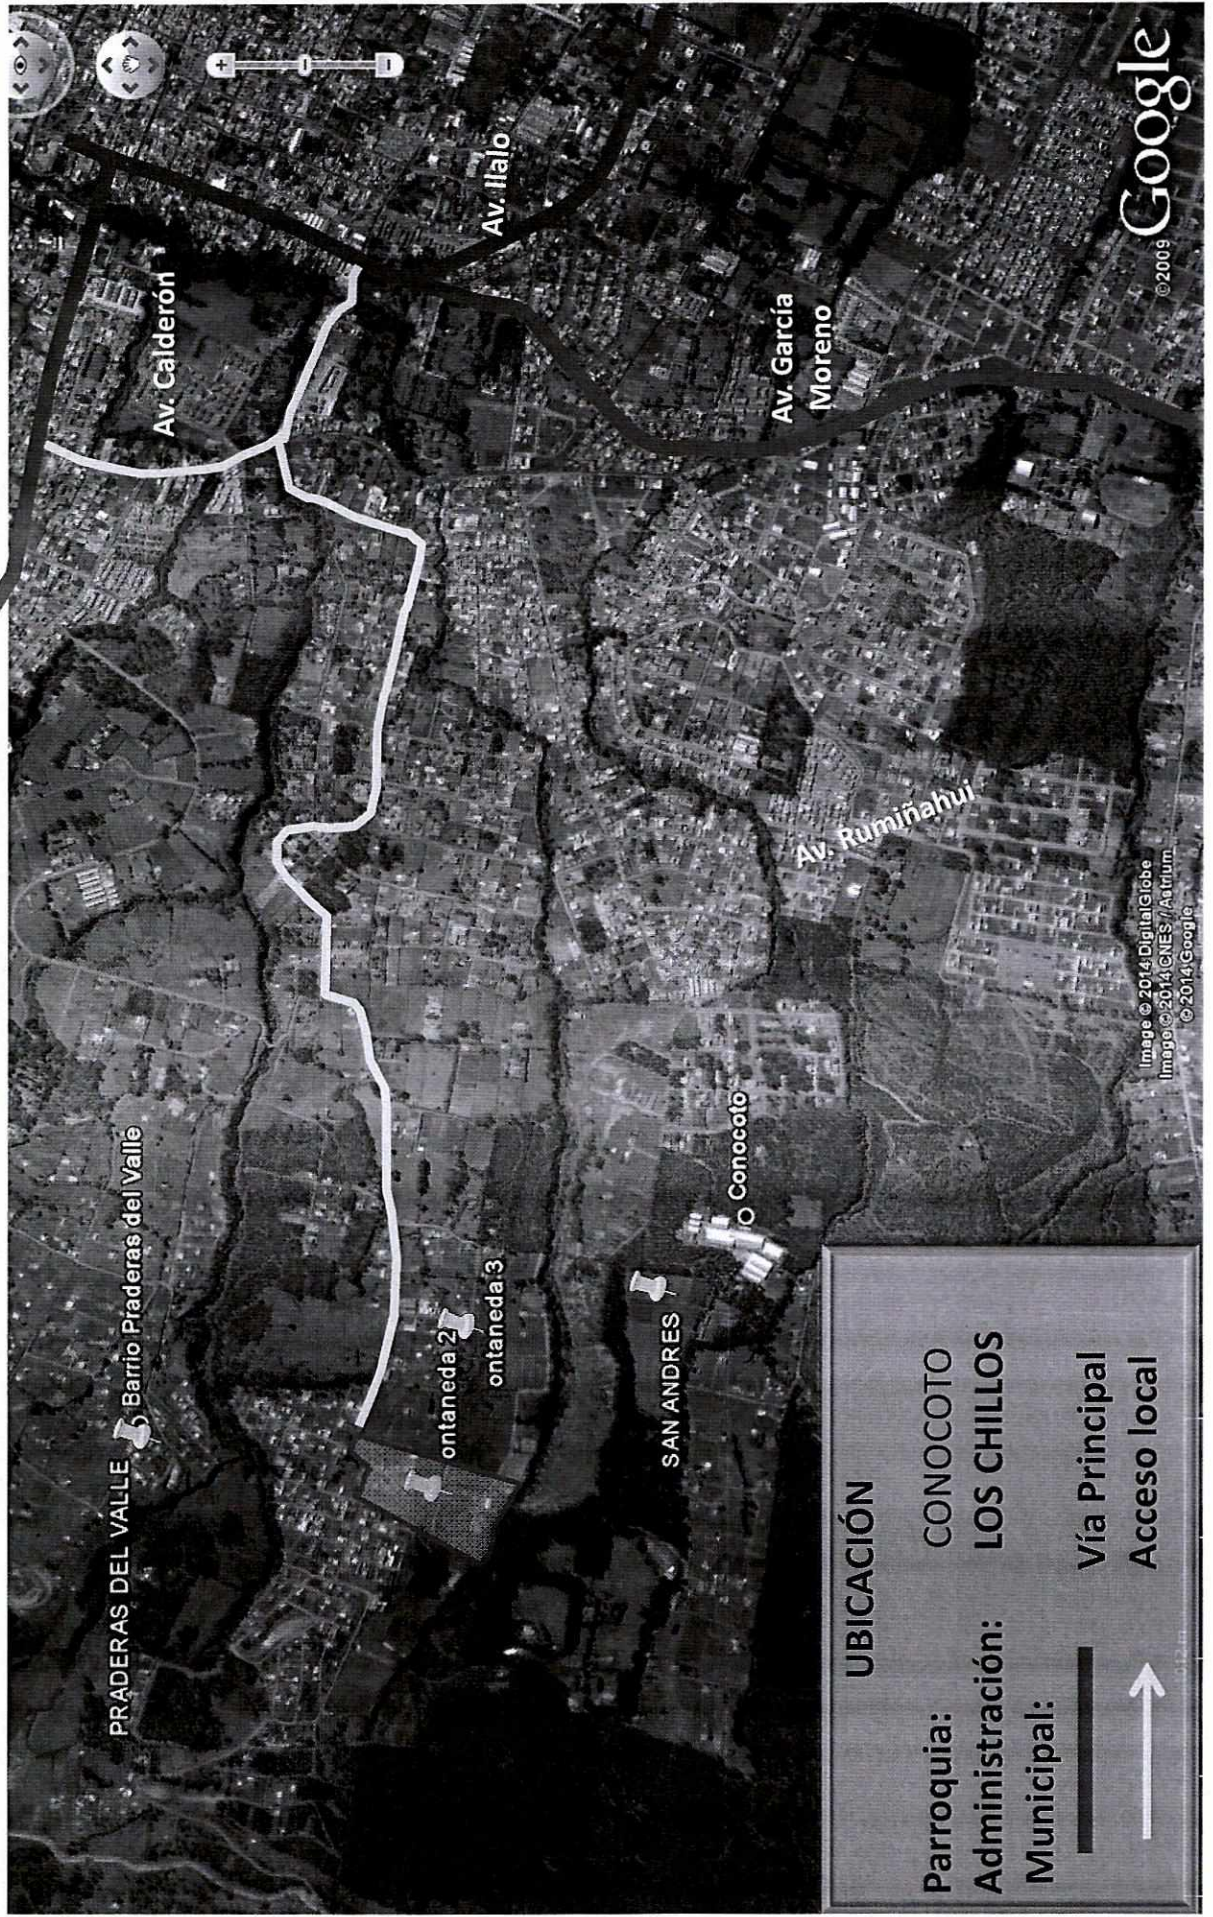 PRADERAS DEL VALLE
Barrio Praderas del Valle
Av. Calderón
Av. Ilalo
ontaneda 2
ontaneda 3
SAN ANDRES
Conocoto
Av. García
Moreno
Av. Rumiñahui
UBICACIÓN
Parroquia: CONOCOTO
Administración: LOS CHILLOS
Municipal:
Vía Principal
Acceso local
Image © 2014 DigitalGlobe
Image © 2014 CNES / Astrium
© 2014 Google
©2009 Google